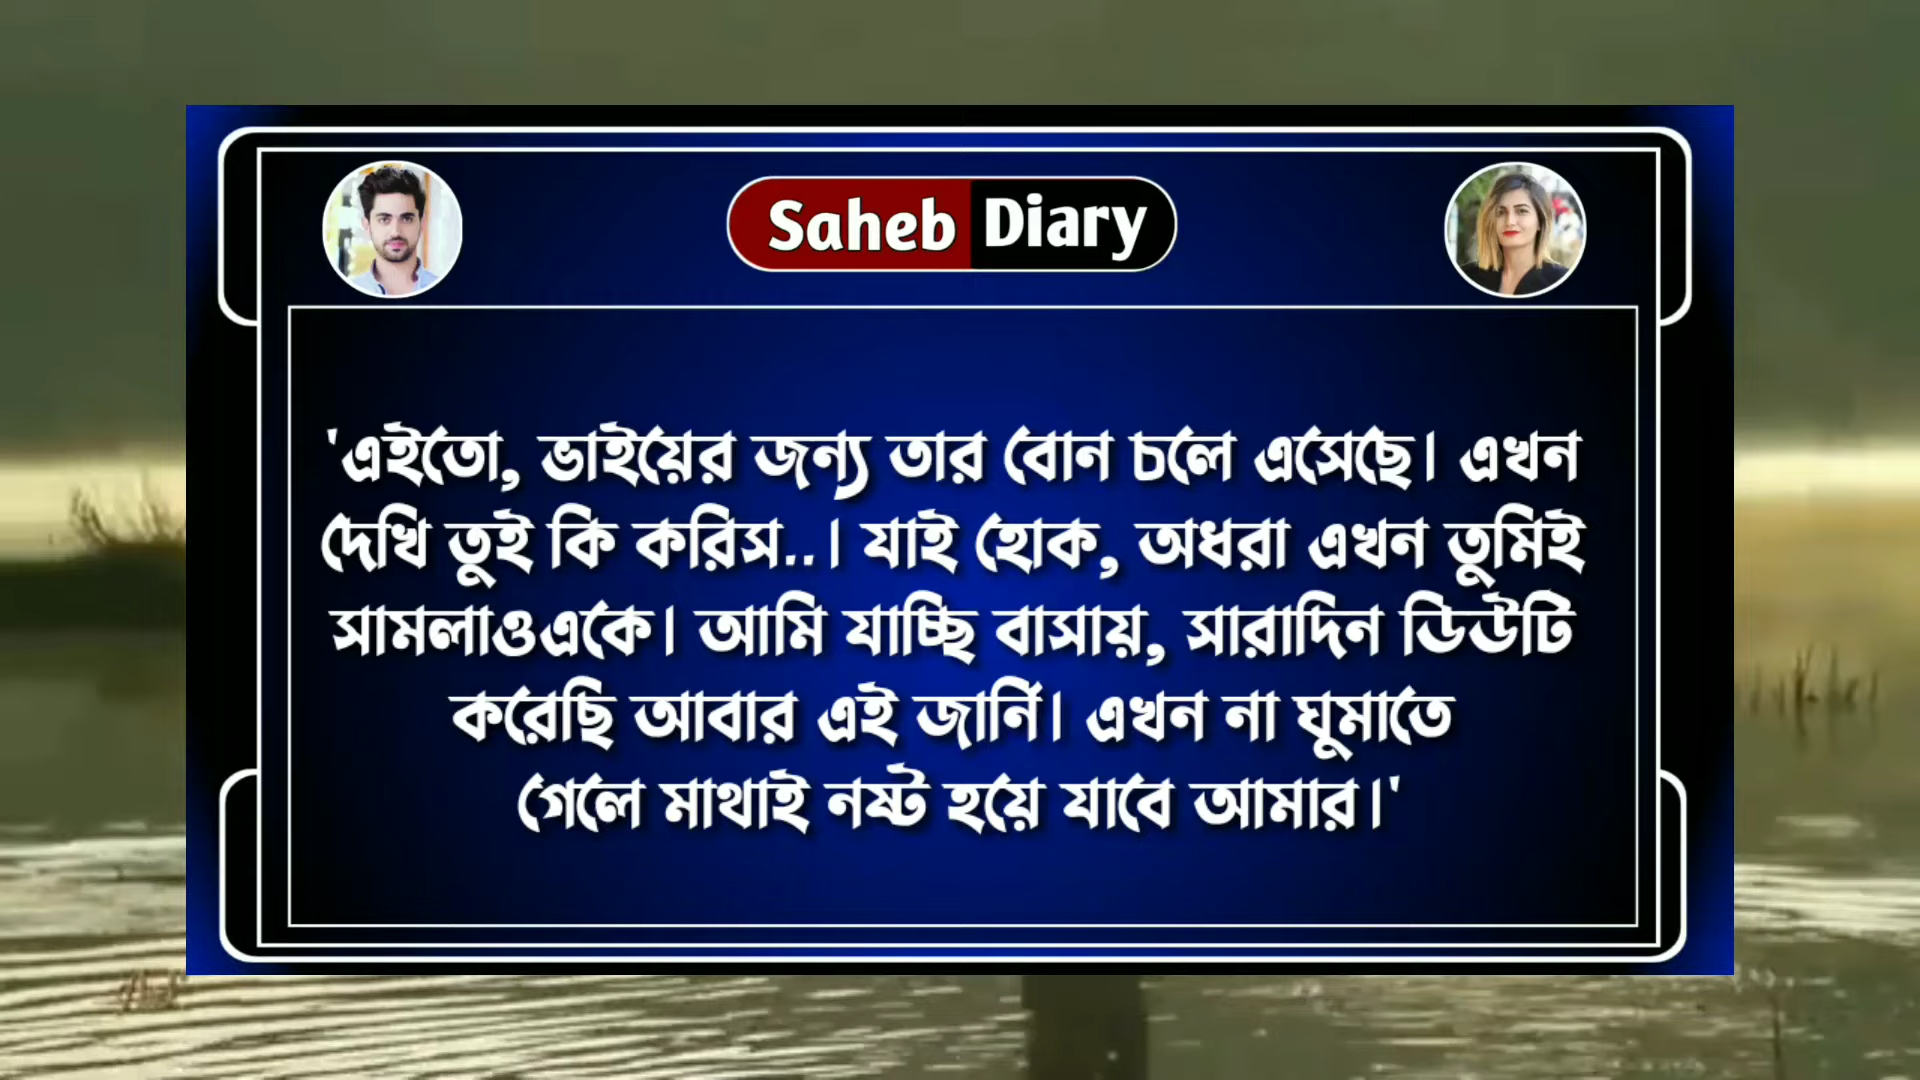 Saheb Diary
'এইতো, ভাইয়ের জন্য তার বোন চলে এসেছে। এখন
দেখি তুই কি করিস..। যাই হোক, অধরা এখন তুমিই
সামলাওএকে। আমি যাচ্ছি বাসায়, সারাদিন ডিউটি
করেছি আবার এই জার্নি। এখন না ঘুমাতে
গেলে মাথাই নষ্ট হয়ে যাবে আমার।'